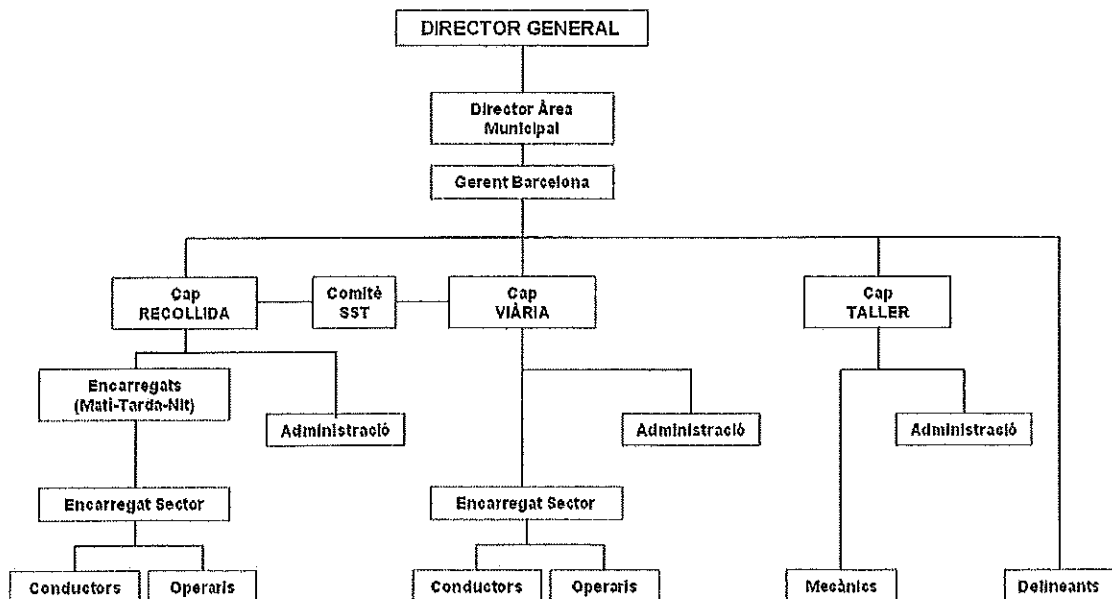 DIRECTOR GENERAL
Director Àrea
Municipal
Gerent Barcelona
Cap
RECOLLIDA
Comitè
SST
Cap
VIÀRIA
Cap
TALLER
Encarregats
(Mati-Tarda-Nit)
Administració
Administració
Administració
Encarregat Sector
Encarregat Sector
Conductors
Operaris
Conductors
Operaris
Mecànics
Delineants